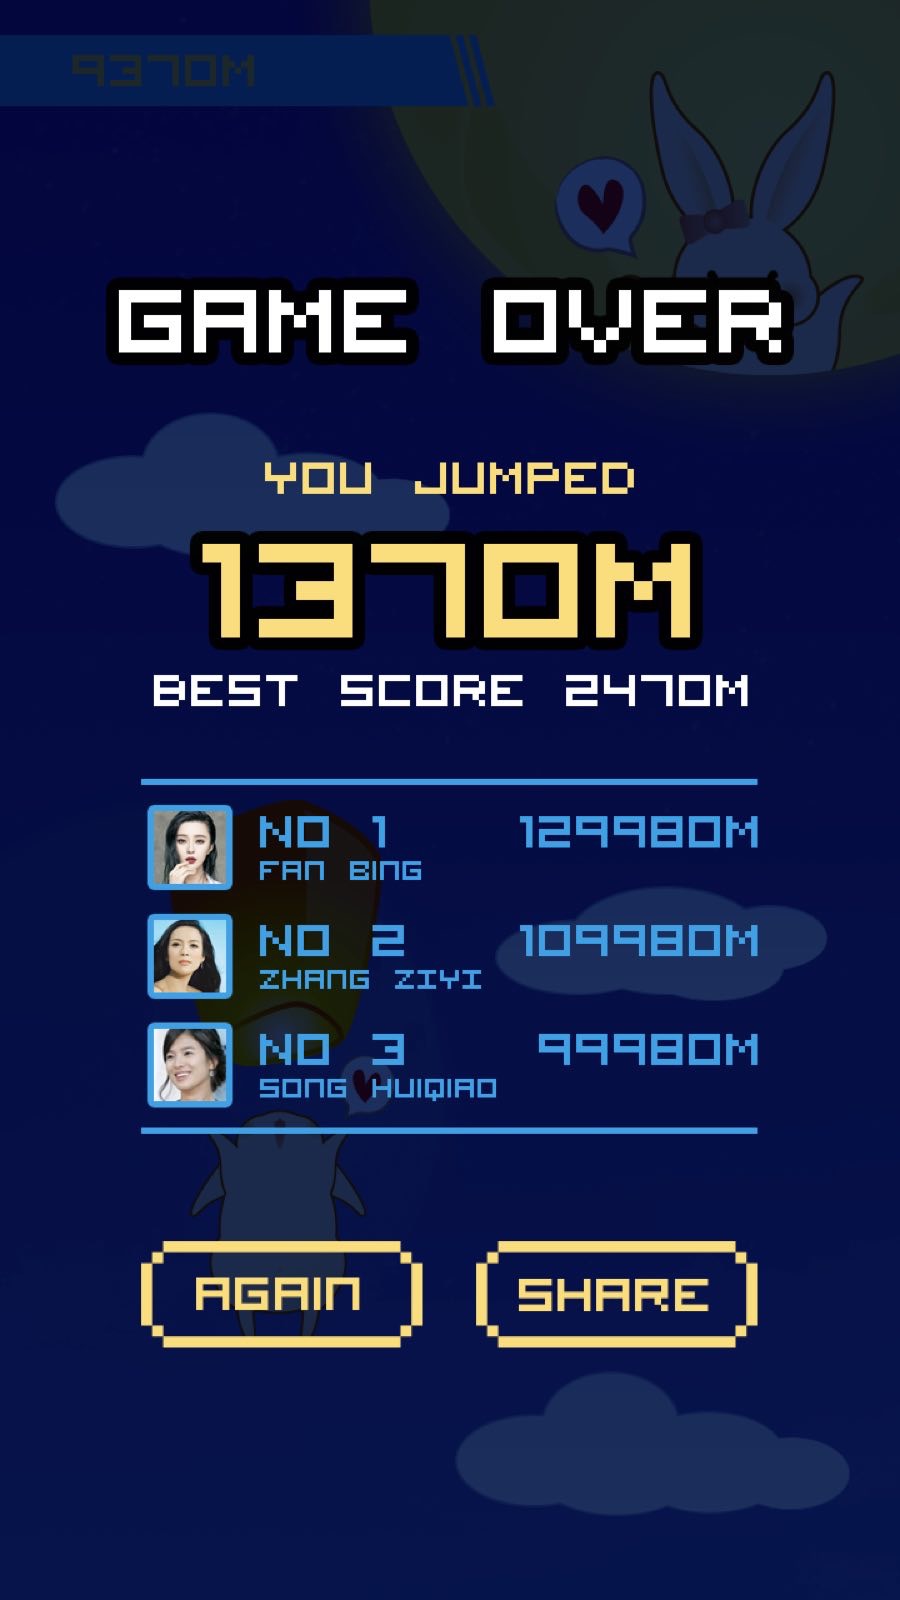 9370M
GAME OVER
YOU JUMPED
1370M
BEST SCORE 2470M
NO 1 129980M
FAN BING
NO 2 109980M
ZHANG ZIYI
NO 3 99980M
SONG HUIQIAO
AGAIN
SHARE